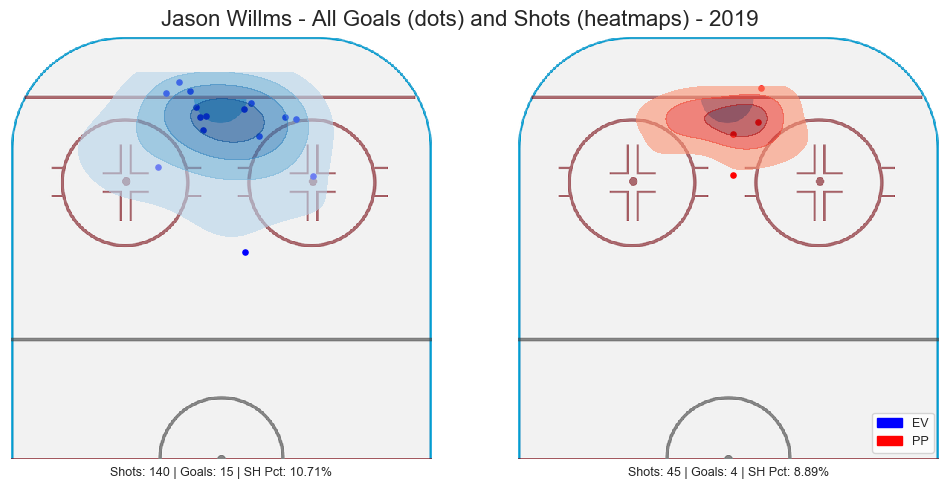 Jason Willms - All Goals (dots) and Shots (heatmaps) - 2019
EV
PP
Shots: 140 | Goals: 15 | SH Pct: 10.71%
Shots: 45 | Goals: 4 | SH Pct: 8.89%